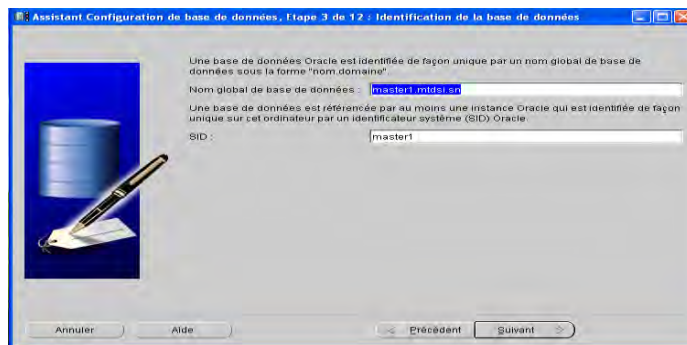 Assistant Configuration de base de données, Etape 3 de 12 : Identification de la base de données
Une base de données Oracle est identifiée de façon unique par un nom global de base de
données sous la forme "nom.domaine".
Nom global de base de données : master1.mtdsi.sn
Une base de données est référencée par au moins une instance Oracle qui est identifiée de façon
unique sur cet ordinateur par un identificateur système (SID) Oracle.
SID : master1
Annuler Aide Précédent Suivant